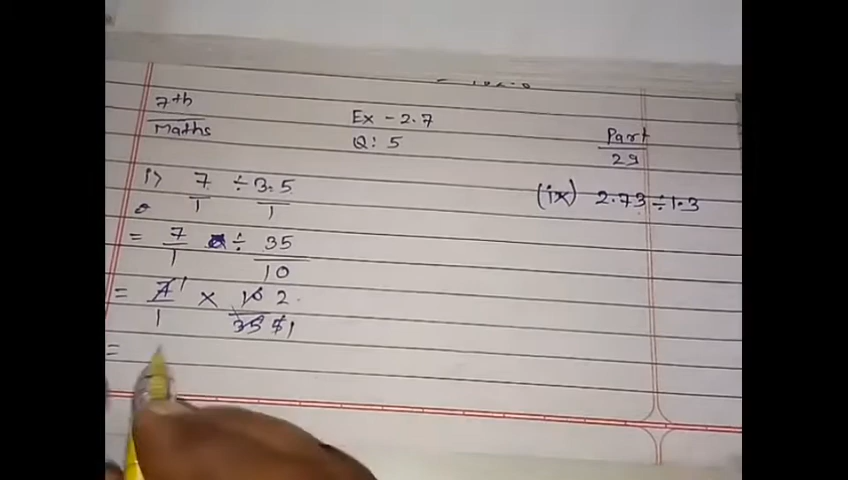 7th
Maths
Ex - 2.7
Q: 5
Part
29
i> 7 ÷ 3.5
1 1
= 7 ÷ 35
1 10
= 7 1 × 10 2
1 35 5 1
=
(ix) 2.73 ÷ 1.3